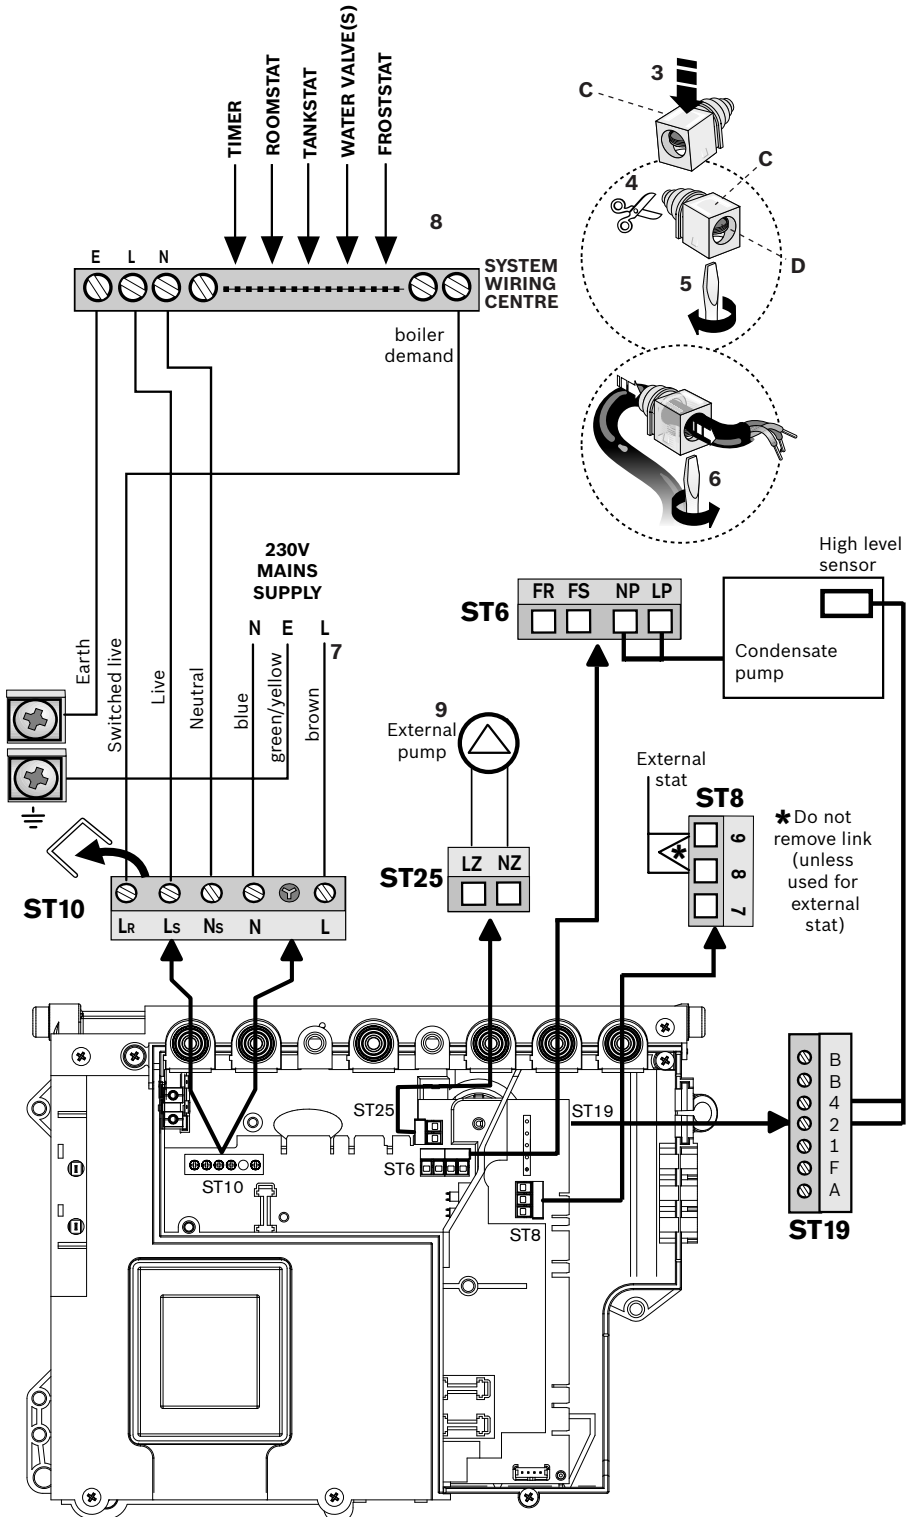 TIMER
ROOMSTAT
TANKSTAT
WATER VALVE(S)
FROSTSTAT
8
E L N
SYSTEM
WIRING
CENTRE
boiler
demand
3
C
4
C
D
5
6
Earth
Switched live
Live
Neutral
230V
MAINS
SUPPLY
N E L
7
blue
green/yellow
brown
High level
sensor
ST6
FR FS NP LP
Condensate
pump
9
External
pump
External
stat
ST8
9
8
7
*
* Do not
remove link
(unless
used for
external
stat)
ST25
LZ NZ
ST10
LR LS NS N L
ST25
ST6
ST10
ST19
ST8
B
B
4
2
1
F
A
ST19